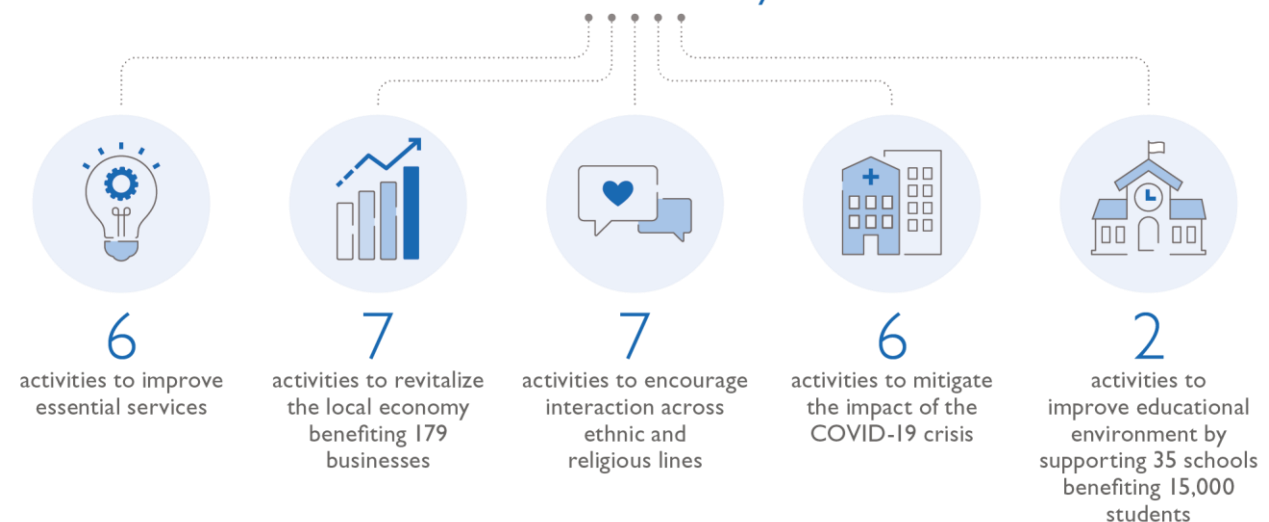 6
activities to improve
essential services
7
activities to revitalize
the local economy
benefiting 179
businesses
7
activities to encourage
interaction across
ethnic and
religious lines
6
activities to mitigate
the impact of the
COVID-19 crisis
2
activities to
improve educational
environment by
supporting 35 schools
benefiting 15,000
students